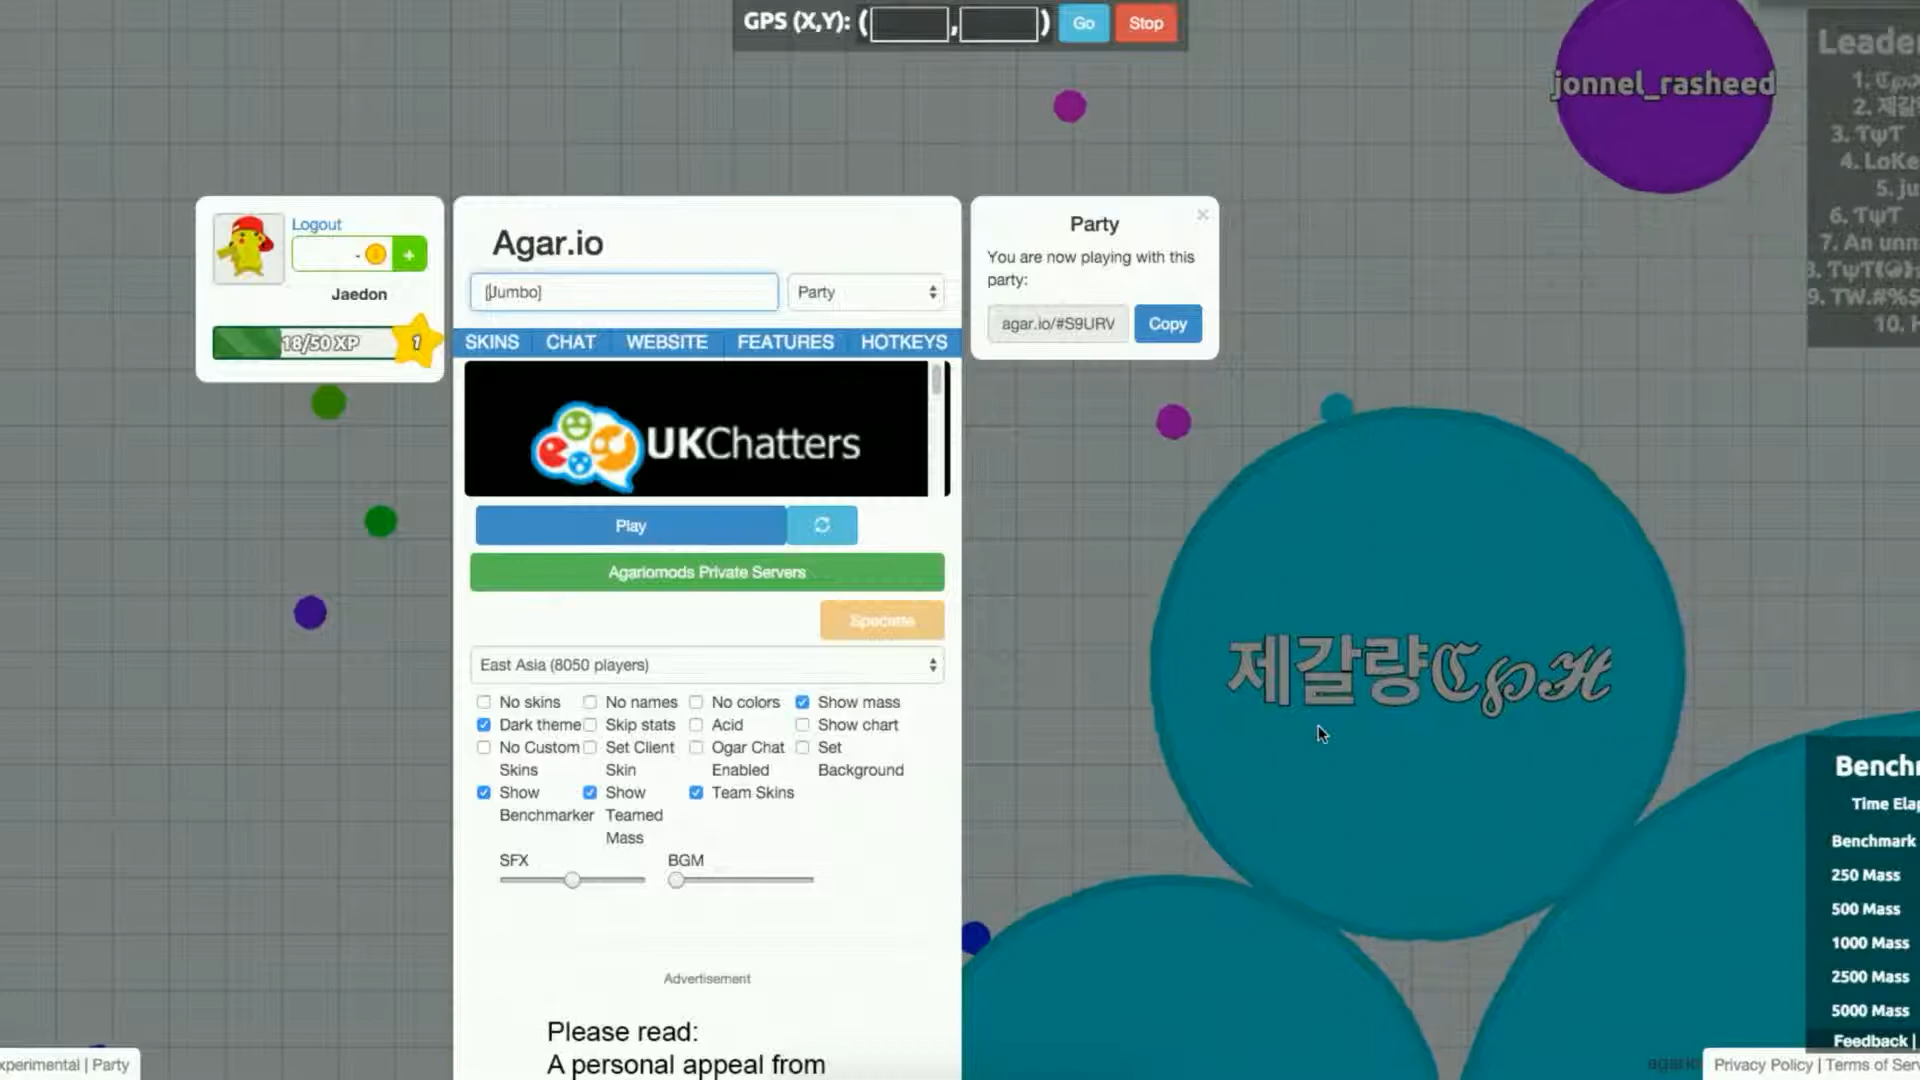 GPS (X,Y): ( , ) Go Stop
jonnel_rasheed
Leade
2. 제갈
3. TψT
4. LoKe
5. ju
6. TψT
7. An unn
9. TW.#%$
10. H
Logout
-
+
Jaedon
18/50 XP
1
Agar.io
[Jumbo]
Party
SKINS CHAT WEBSITE FEATURES HOTKEYS
UKChatters
Play
Agariomods Private Servers
Spectate
East Asia (8050 players)
No skins No names No colors Show mass
Dark theme Skip stats Acid Show chart
No Custom Skins Set Client Skin Ogar Chat Enabled Set Background
Show Benchmarker Show Teamed Mass Team Skins
SFX BGM
Advertisement
Please read:
A personal appeal from
Party
×
You are now playing with this
party:
agar.io/#S9URV Copy
제갈량ℭ℘ℋ
Benchr
Time Elap
Benchmark
250 Mass
500 Mass
1000 Mass
2500 Mass
5000 Mass
Feedback |
xperimental | Party
agario
Privacy Policy | Terms of Serv